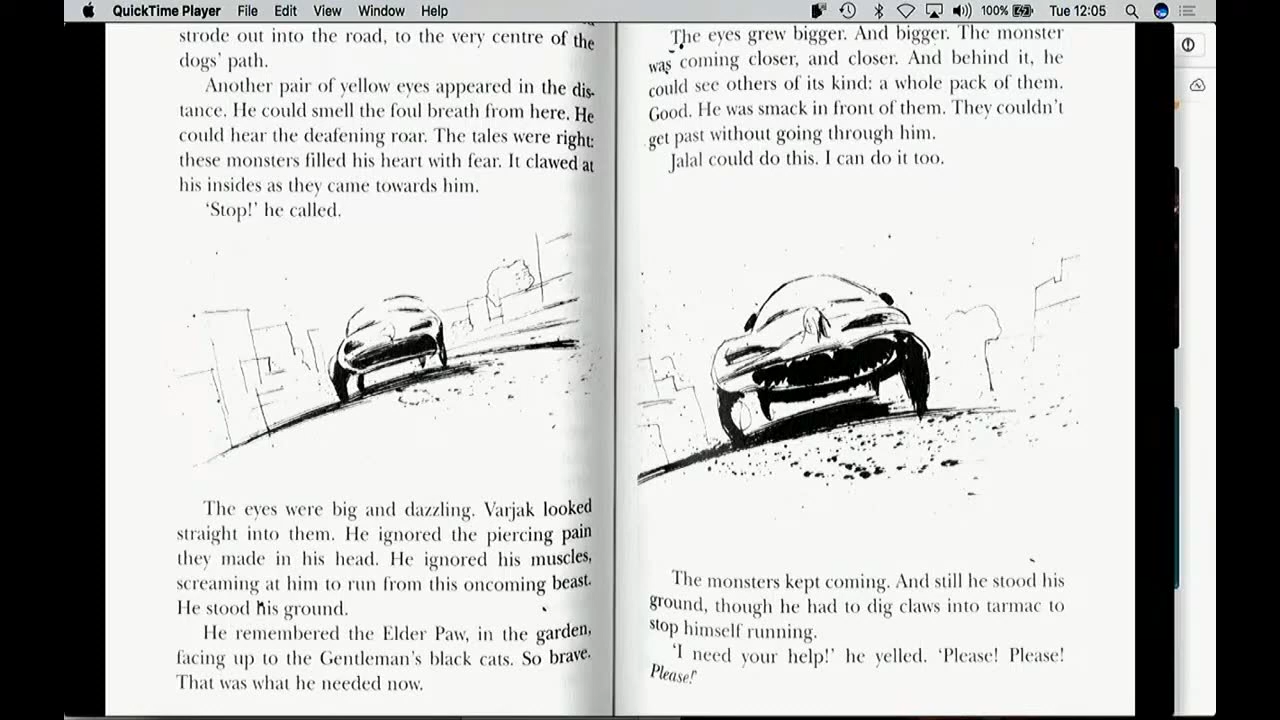 QuickTime Player File Edit View Window Help 100% Tue 12:05
strode out into the road, to the very centre of the
dogs' path.
Another pair of yellow eyes appeared in the dis-
tance. He could smell the foul breath from here. He
could hear the deafening roar. The tales were right:
these monsters filled his heart with fear. It clawed at
his insides as they came towards him.
‘Stop!’ he called.
The eyes were big and dazzling. Varjak looked
straight into them. He ignored the piercing pain
they made in his head. He ignored his muscles,
screaming at him to run from this oncoming beast.
He stood his ground.
He remembered the Elder Paw, in the garden,
facing up to the Gentleman's black cats. So brave.
That was what he needed now.
The eyes grew bigger. And bigger. The monster
was coming closer, and closer. And behind it, he
could see others of its kind: a whole pack of them.
Good. He was smack in front of them. They couldn't
get past without going through him.
Jalal could do this. I can do it too.
The monsters kept coming. And still he stood his
ground, though he had to dig claws into tarmac to
stop himself running.
‘I need your help!’ he yelled. ‘Please! Please!
Please!’